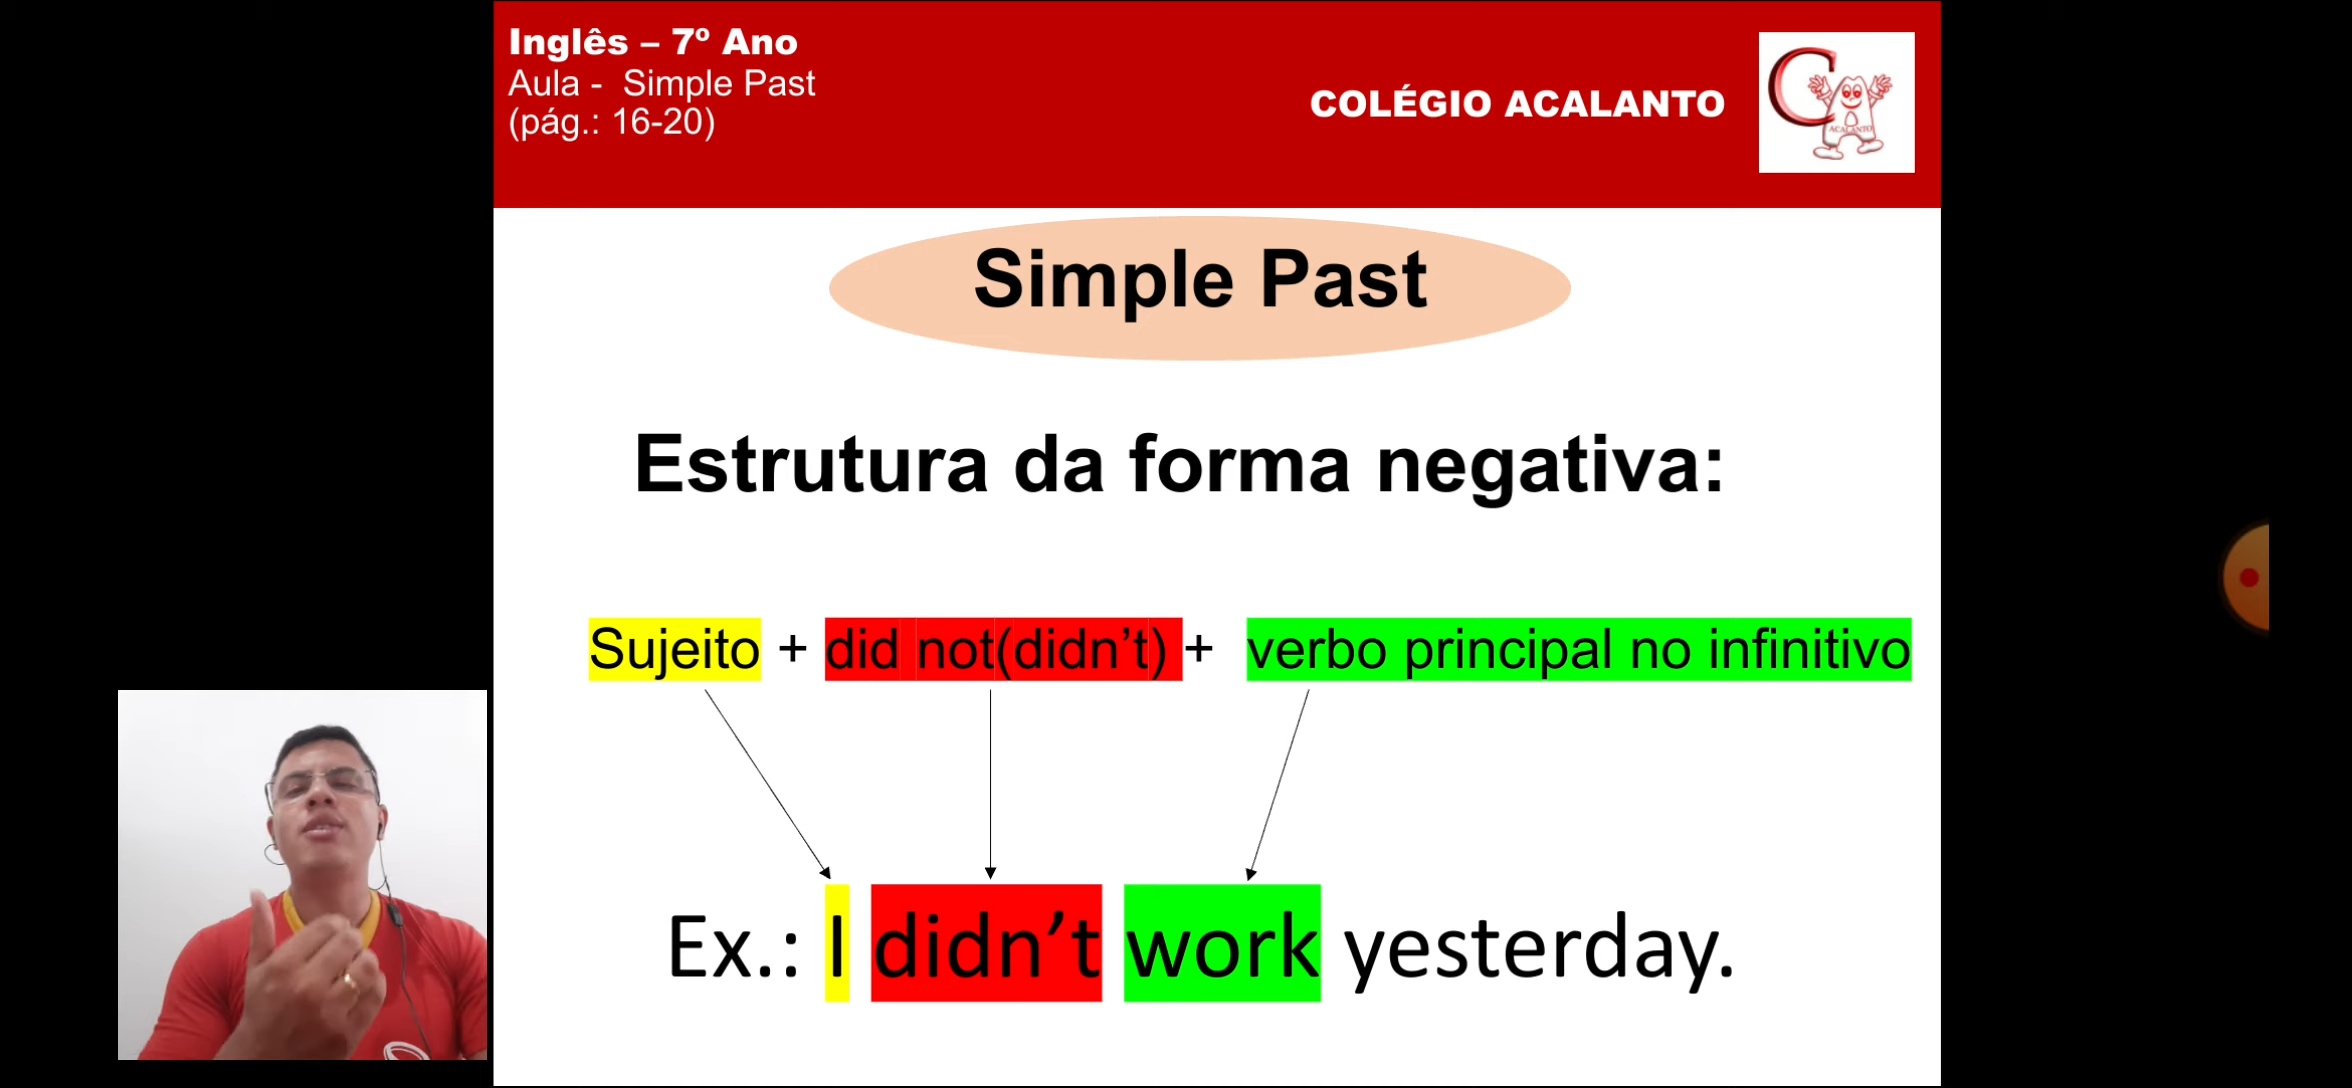 Inglês – 7º Ano
Aula - Simple Past
(pág.: 16-20)
COLÉGIO ACALANTO
C
ACALANTO
Simple Past
Estrutura da forma negativa:
Sujeito + did not(didn’t) + verbo principal no infinitivo
Ex.: I didn’t work yesterday.